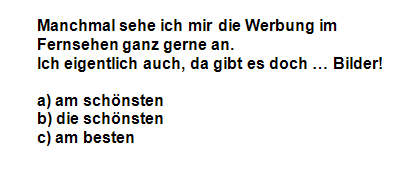 Manchmal sehe ich mir die Werbung im
Fernsehen ganz gerne an.
Ich eigentlich auch, da gibt es doch … Bilder!
a) am schönsten
b) die schönsten
c) am besten